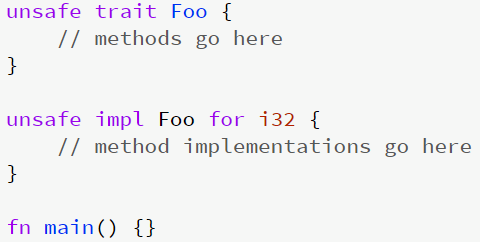 unsafe trait Foo {
    // methods go here
}

unsafe impl Foo for i32 {
    // method implementations go here
}

fn main() {}